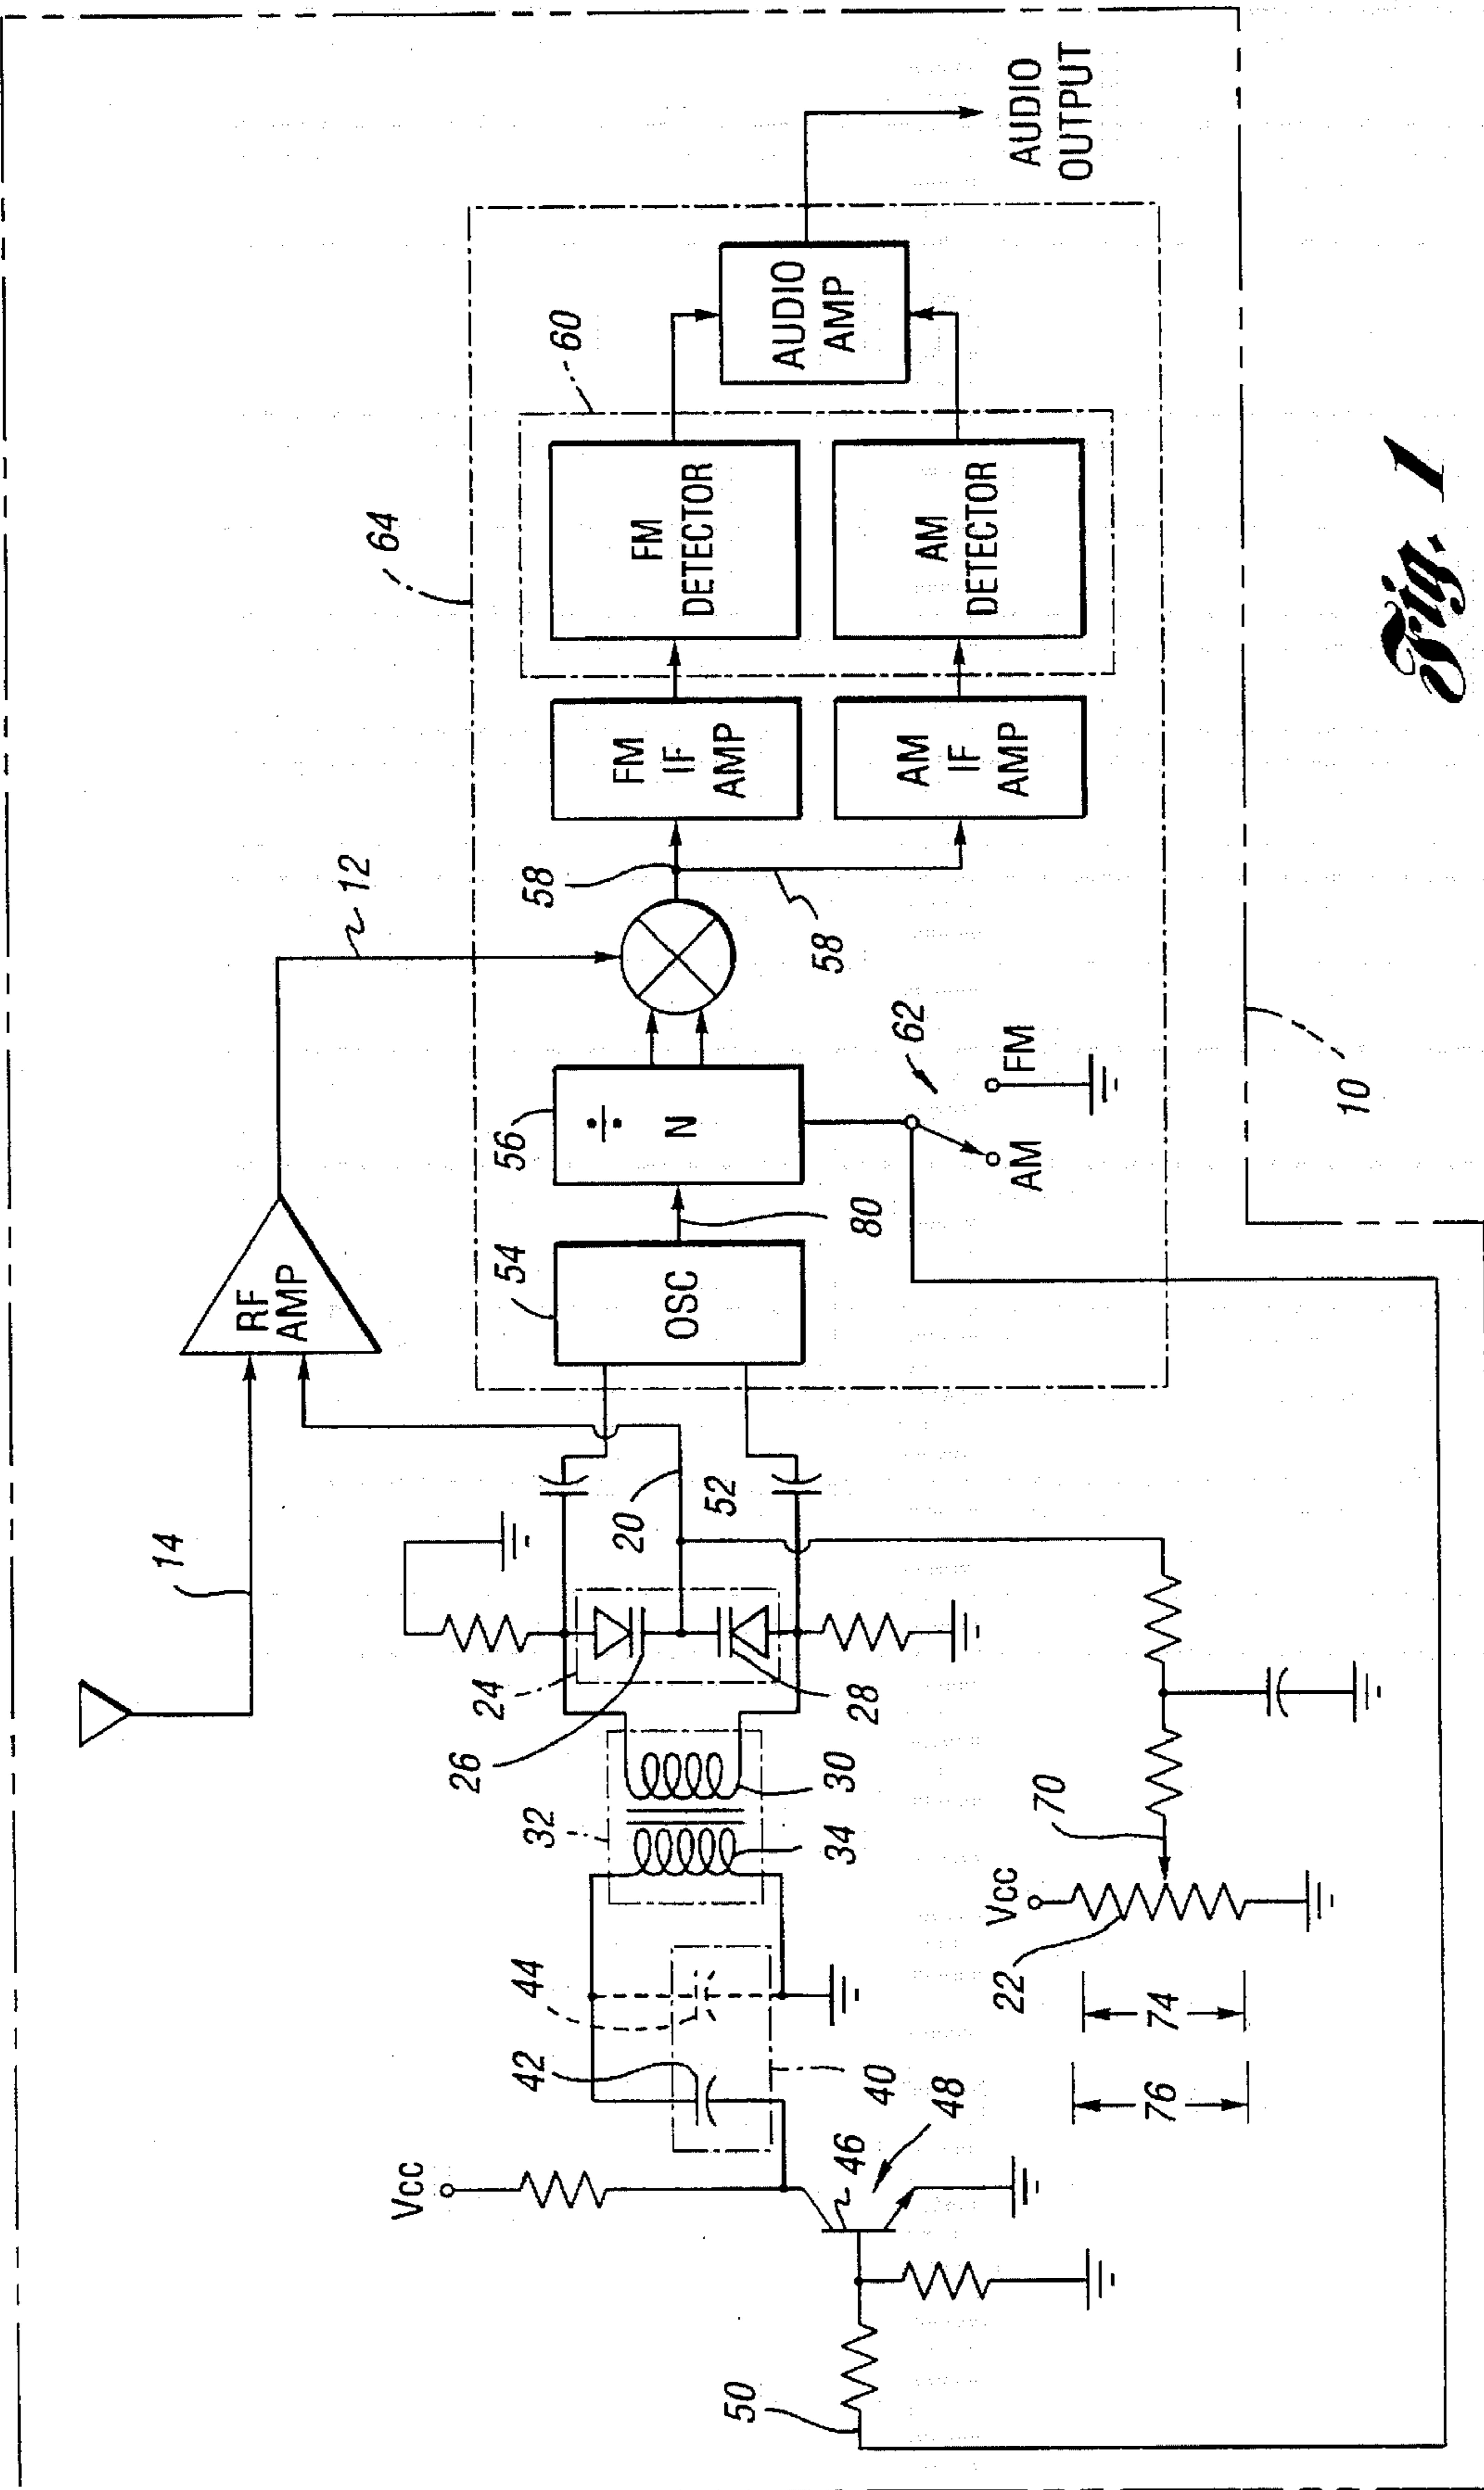 14
RF
AMP
12
64
60
Vcc
42
44
32
26
24
20
52
54
OSC
80
56
÷
N
58
58
FM
IF
AMP
FM
DETECTOR
AUDIO
AMP
AM
IF
AMP
AM
DETECTOR
AUDIO
OUTPUT
50
46
48
40
34
30
28
62
AM
FM
76
74
22
Vcc
70
10
Fig. 1